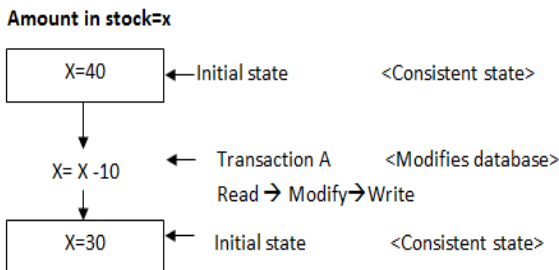 Amount in stock=x
X=40 Initial state <Consistent state>
X= X -10 Transaction A <Modifies database>
Read → Modify→Write
X=30 Initial state <Consistent state>